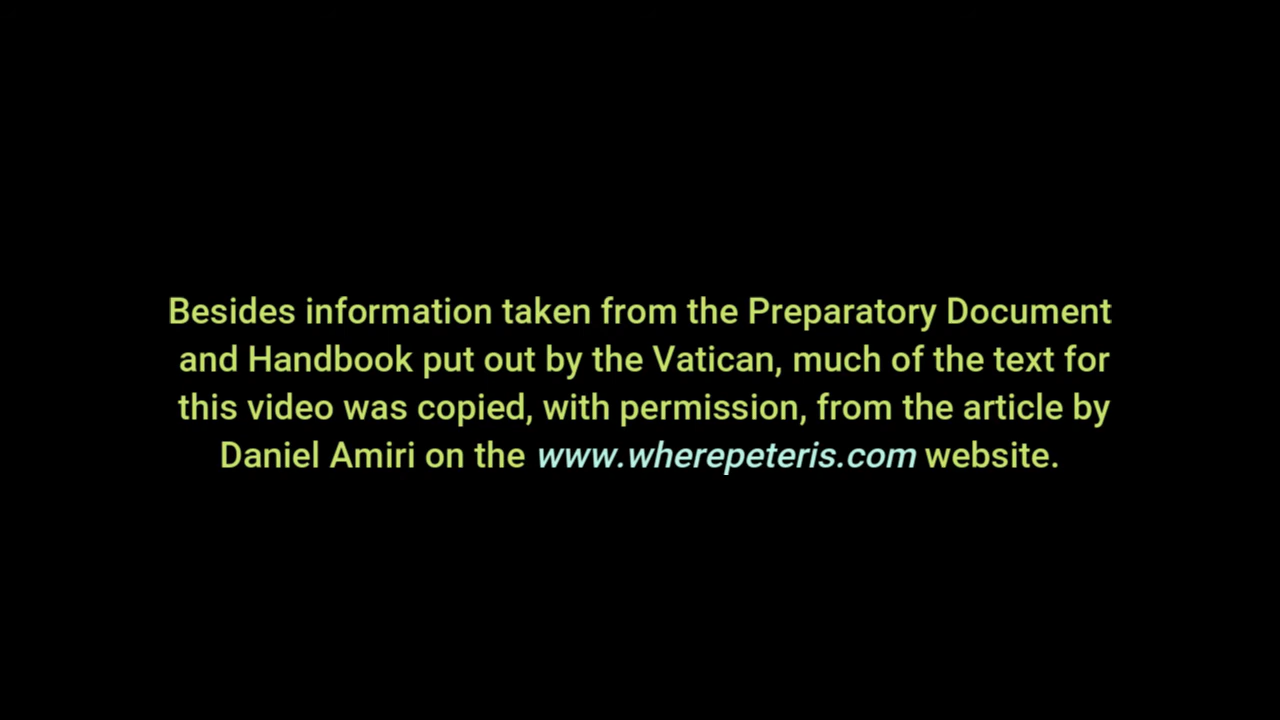 Besides information taken from the Preparatory Document
and Handbook put out by the Vatican, much of the text for
this video was copied, with permission, from the article by
Daniel Amiri on the www.wherepeteris.com website.